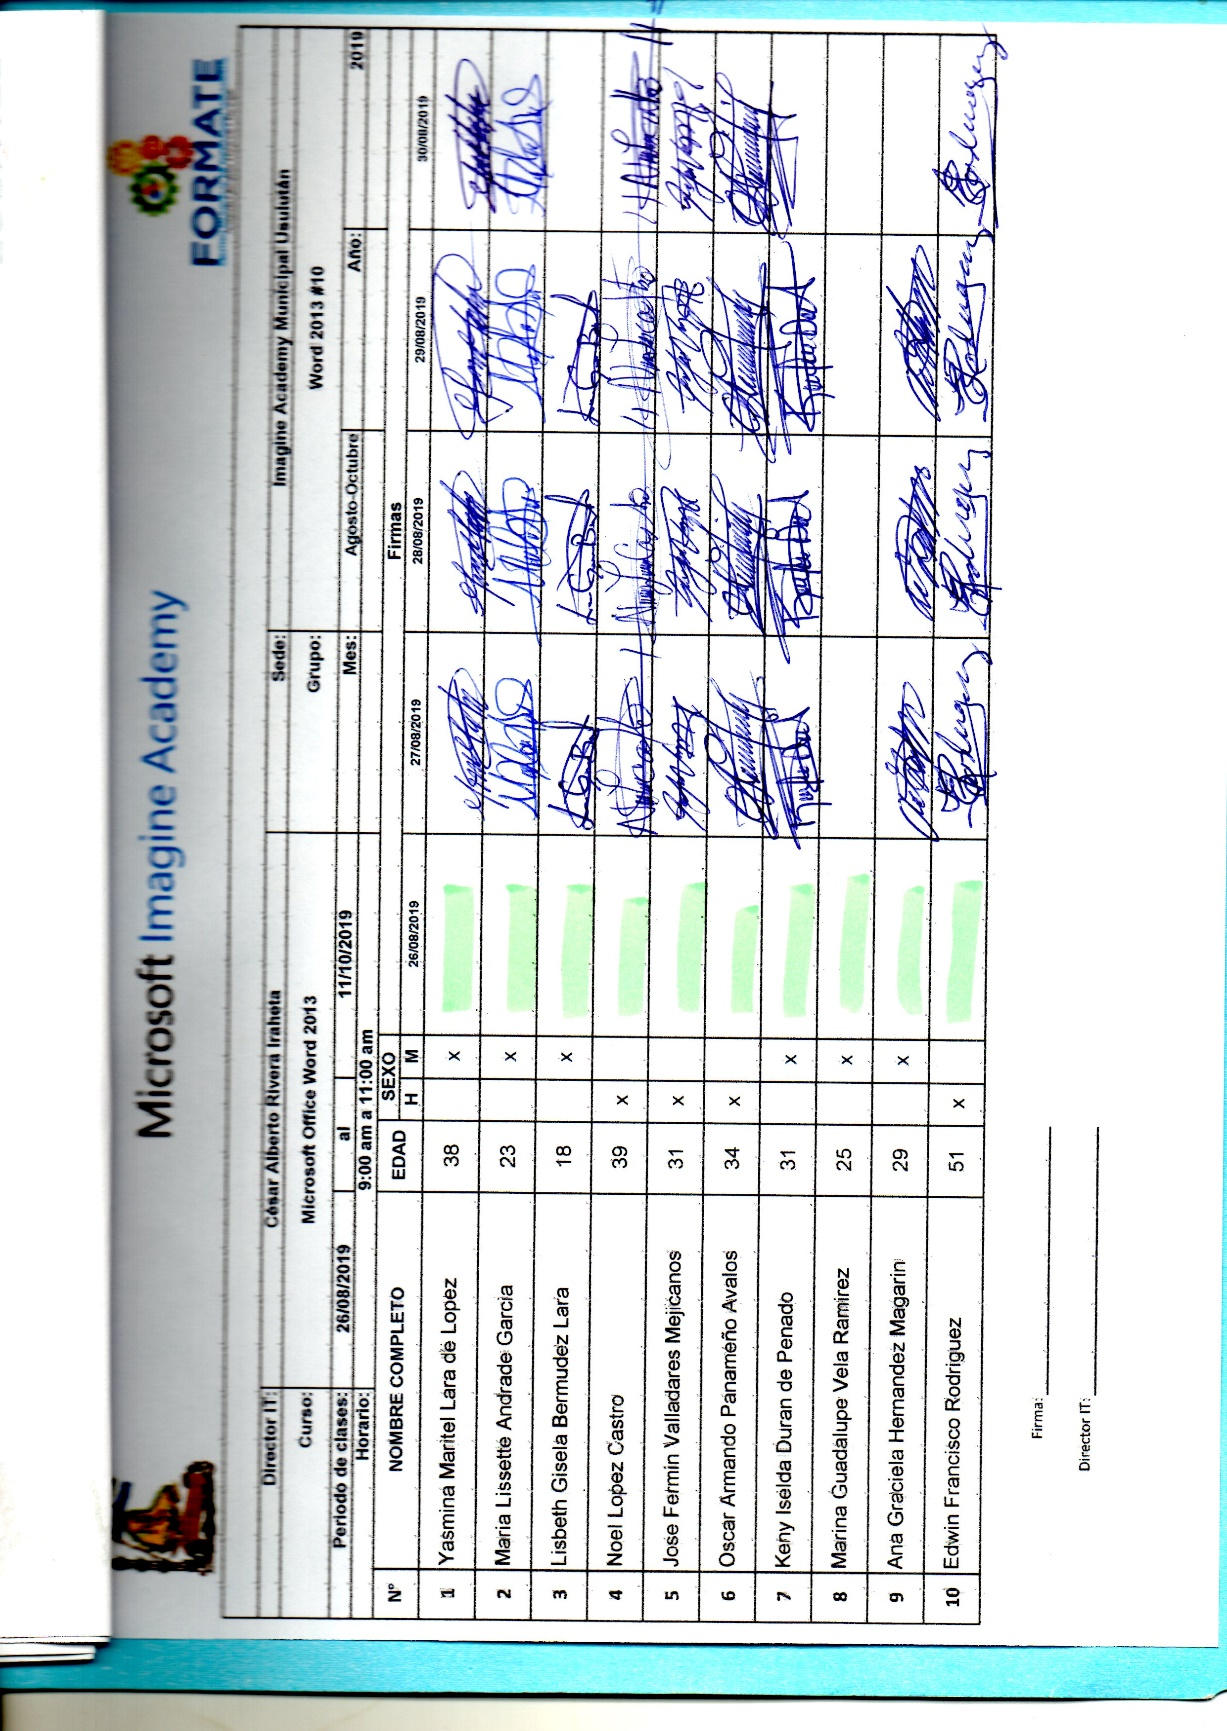 Microsoft Imagine Academy
FORMATE
Director IT: César Alberto Rivera Iraheta Sede: Imagine Academy Municipal Usulután
Curso: Microsoft Office Word 2013 Grupo: Word 2013 #10
Periodo de clases: 26/08/2019 al 11/10/2019 Mes: Agosto-Octubre Año: 2019
Horario: 9:00 am a 11:00 am
N° NOMBRE COMPLETO EDAD SEXO Firmas
H M 26/08/2019 27/08/2019 28/08/2019 29/08/2019 30/08/2019
1 Yasmina Maritel Lara de Lopez 38 x
2 Maria Lissette Andrade Garcia 23 x
3 Lisbeth Gisela Bermudez Lara 18 x
4 Noel Lopez Castro 39 x
5 Jose Fermin Valladares Mejicanos 31 x
6 Oscar Armando Panameño Avalos 34 x
7 Keny Iselda Duran de Penado 31 x
8 Marina Guadalupe Vela Ramirez 25 x
9 Ana Graciela Hernandez Magarin 29 x
10 Edwin Francisco Rodriguez 51 x
Firma:
Director IT: